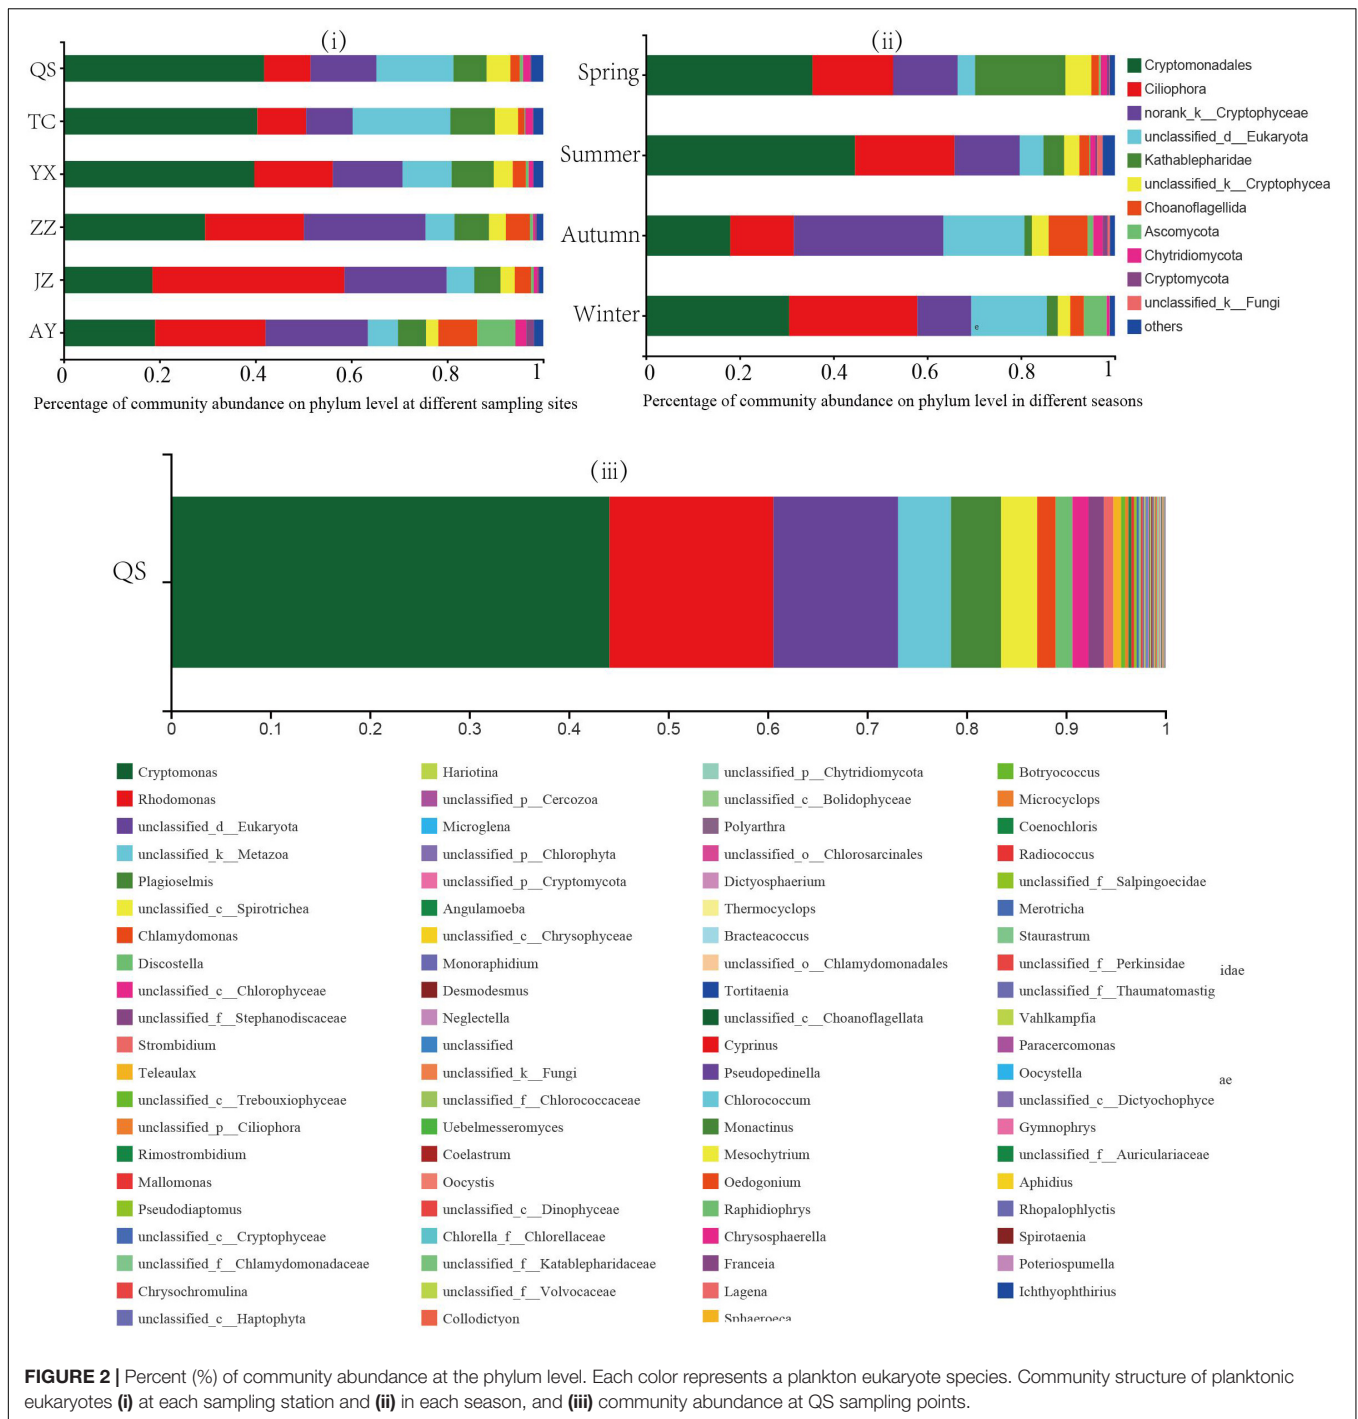 (i)
QS
TC
YX
ZZ
JZ
AY
0 0.2 0.4 0.6 0.8 1
Percentage of community abundance on phylum level at different sampling sites
(ii)
Spring
Summer
Autumn
Winter
e
0 0.2 0.4 0.6 0.8 1
Percentage of community abundance on phylum level in different seasons
Cryptomonadales
Ciliophora
norank_k__Cryptophyceae
unclassified_d__Eukaryota
Kathablepharidae
unclassified_k__Cryptophycea
Choanoflagellida
Ascomycota
Chytridiomycota
Cryptomycota
unclassified_k__Fungi
others
(iii)
QS
0 0.1 0.2 0.3 0.4 0.5 0.6 0.7 0.8 0.9 1
Cryptomonas
Rhodomonas
unclassified_d__Eukaryota
unclassified_k__Metazoa
Plagioselmis
unclassified_c__Spirotrichea
Chlamydomonas
Discostella
unclassified_c__Chlorophyceae
unclassified_f__Stephanodiscaceae
Strombidium
Teleaulax
unclassified_c__Trebouxiophyceae
unclassified_p__Ciliophora
Rimostrombidium
Mallomonas
Pseudodiaptomus
unclassified_c__Cryptophyceae
unclassified_f__Chlamydomonadaceae
Chrysochromulina
unclassified_c__Haptophyta
Hariotina
unclassified_p__Cercozoa
Microglena
unclassified_p__Chlorophyta
unclassified_p__Cryptomycota
Angulamoeba
unclassified_c__Chrysophyceae
Monoraphidium
Desmodesmus
Neglectella
unclassified
unclassified_k__Fungi
unclassified_f__Chlorococcaceae
Uebelmesseromyces
Coelastrum
Oocystis
unclassified_c__Dinophyceae
Chlorella_f__Chlorellaceae
unclassified_f__Katablepharidaceae
unclassified_f__Volvocaceae
Collodictyon
unclassified_p__Chytridiomycota
unclassified_c__Bolidophyceae
Polyarthra
unclassified_o__Chlorosarcinales
Dictyosphaerium
Thermocyclops
Bracteacoccus
unclassified_o__Chlamydomonadales
Tortitaenia
unclassified_c__Choanoflagellata
Cyprinus
Pseudopedinella
Chlorococcum
Monactinus
Mesochytrium
Oedogonium
Raphidiophrys
Chrysosphaerella
Franceia
Lagena
Sphaeroeca
Botryococcus
Microcyclops
Coenochloris
Radiococcus
unclassified_f__Salpingoecidae
Merotricha
Staurastrum
unclassified_f__Perkinsidae
idae
unclassified_f__Thaumatomastig
Vahlkampfia
Paracercomonas
Oocystella
ae
unclassified_c__Dictyochophyce
Gymnophrys
unclassified_f__Auriculariaceae
Aphidius
Rhopalophlyctis
Spirotaenia
Poteriospumella
Ichthyophthirius
FIGURE 2 | Percent (%) of community abundance at the phylum level. Each color represents a plankton eukaryote species. Community structure of planktonic
eukaryotes (i) at each sampling station and (ii) in each season, and (iii) community abundance at QS sampling points.